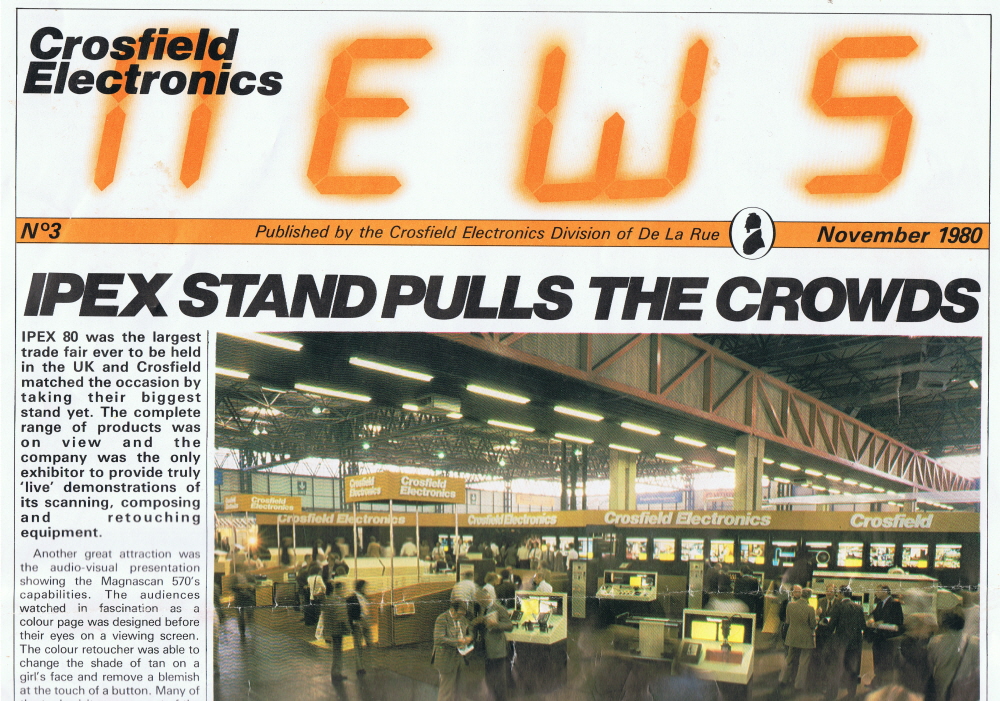 Crosfield
Electronics
NEWS
Nº3
Published by the Crosfield Electronics Division of De La Rue
November 1980
IPEX STAND PULLS THE CROWDS
IPEX 80 was the largest
trade fair ever to be held
in the UK and Crosfield
matched the occasion by
taking their biggest
stand yet. The complete
range of products was
on view and the
company was the only
exhibitor to provide truly
'live' demonstrations of
its scanning, composing
and retouching
equipment.
Another great attraction was
the audio-visual presentation
showing the Magnascan 570's
capabilities. The audiences
watched in fascination as a
colour page was designed before
their eyes on a viewing screen.
The colour retoucher was able to
change the shade of tan on a
girl's face and remove a blemish
at the touch of a button. Many of
Crosfield
Electronics
Crosfield
Electronics
Crosfield
Electronics
Crosfield Electronics
Crosfield Electronics
Crosfield Electronics
Crosfield